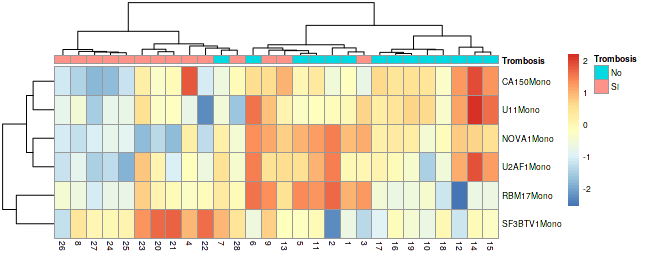 Trombosis
CA150Mono
U11Mono
NOVA1Mono
U2AF1Mono
RBM17Mono
SF3BTV1Mono
26 8 27 24 25 23 20 21 4 22 7 28 6 9 13 5 11 2 1 3 17 16 19 10 18 12 14 15
2
1
0
-1
-2
Trombosis
No
SI